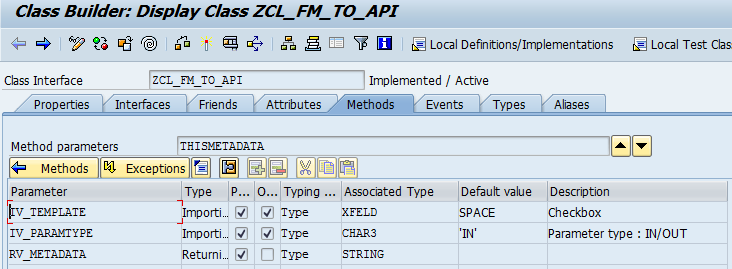 Class Builder: Display Class ZCL_FM_TO_API
Local Definitions/Implementations Local Test Clas
Class Interface ZCL_FM_TO_API Implemented / Active
Properties Interfaces Friends Attributes Methods Events Types Aliases
Method parameters THISMETADATA
Methods Exceptions
Parameter Type P... O... Typing ... Associated Type Default value Description
IV_TEMPLATE Importi... Type XFELD SPACE Checkbox
IV_PARAMTYPE Importi... Type CHAR3 'IN' Parameter type : IN/OUT
RV_METADATA Returni... Type STRING